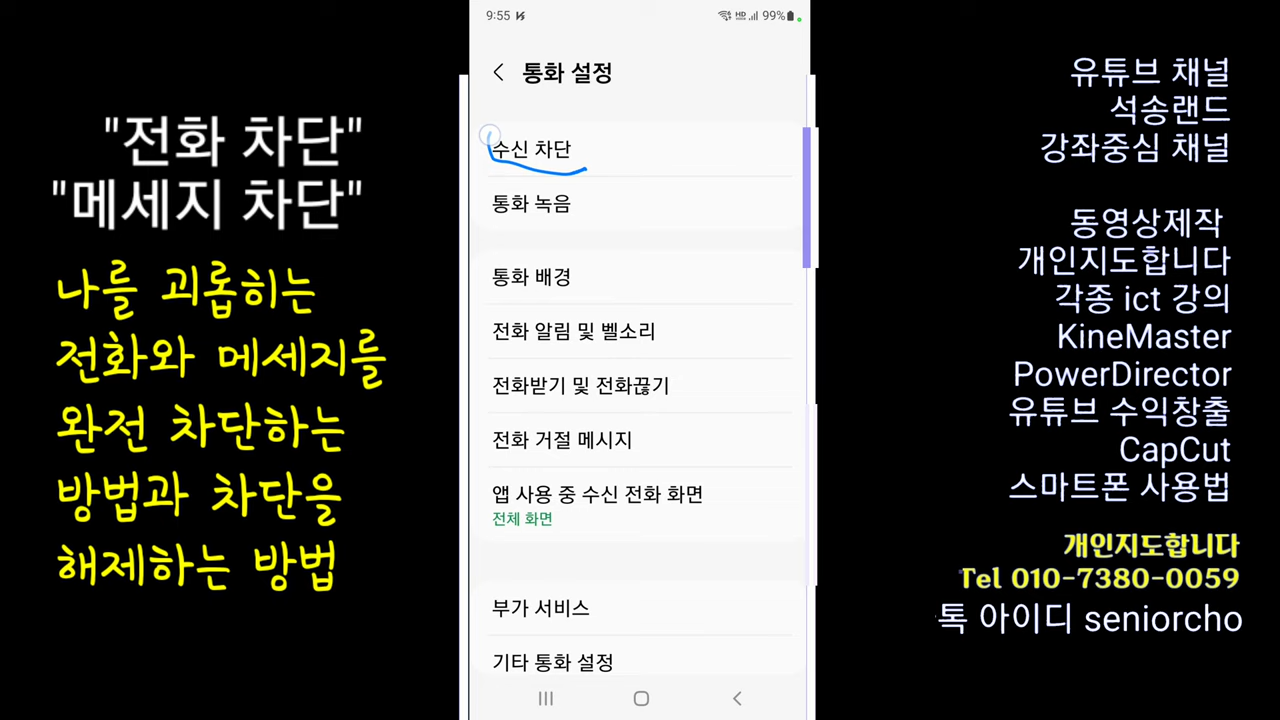 "전화 차단"
"메세지 차단"
나를 괴롭히는
전화와 메세지를
완전 차단하는
방법과 차단을
해제하는 방법
9:55
HD
99%
통화 설정
수신 차단
통화 녹음
통화 배경
전화 알림 및 벨소리
전화받기 및 전화끊기
전화 거절 메시지
앱 사용 중 수신 전화 화면
전체 화면
부가 서비스
기타 통화 설정
유튜브 채널
석송랜드
강좌중심 채널
동영상제작
개인지도합니다
각종 ict 강의
KineMaster
PowerDirector
유튜브 수익창출
CapCut
스마트폰 사용법
개인지도합니다
Tel 010-7380-0059
톡 아이디 seniorcho